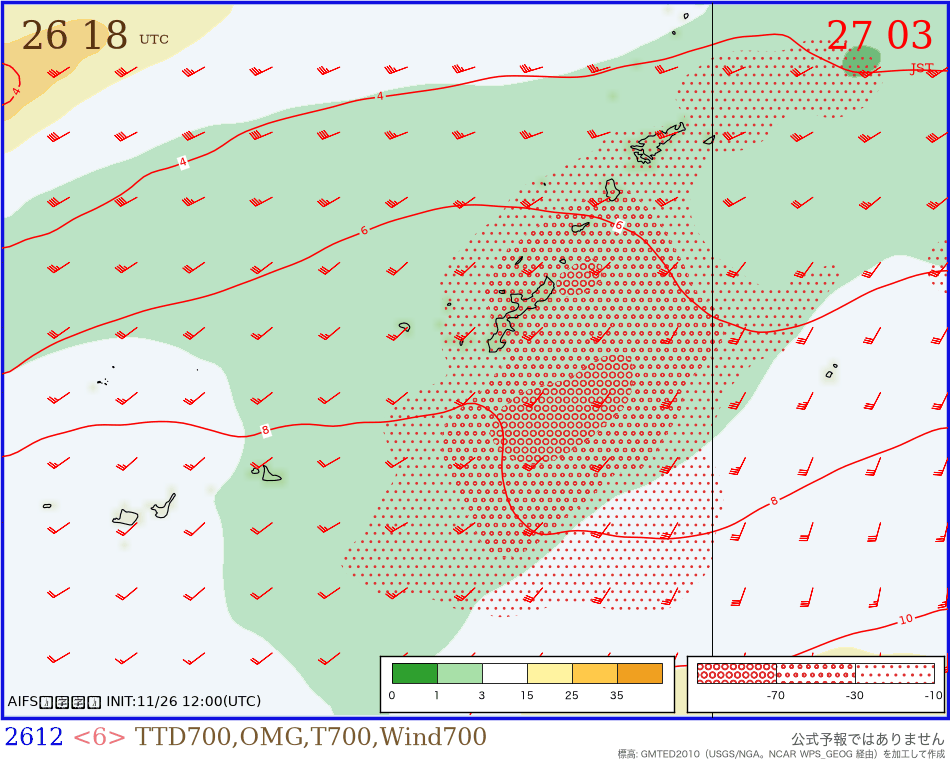 26 18 UTC
27 03
JST
4
4
4
6
6
8
8
10
0 1 3 15 25 35
-70 -30 -10
AIFS INIT:11/26 12:00(UTC)
2612 <6> TTD700,OMG,T700,Wind700
公式予報ではありません
標高: GMTED2010（USGS/NGA。NCAR WPS_GEOG 経由）を加工して作成